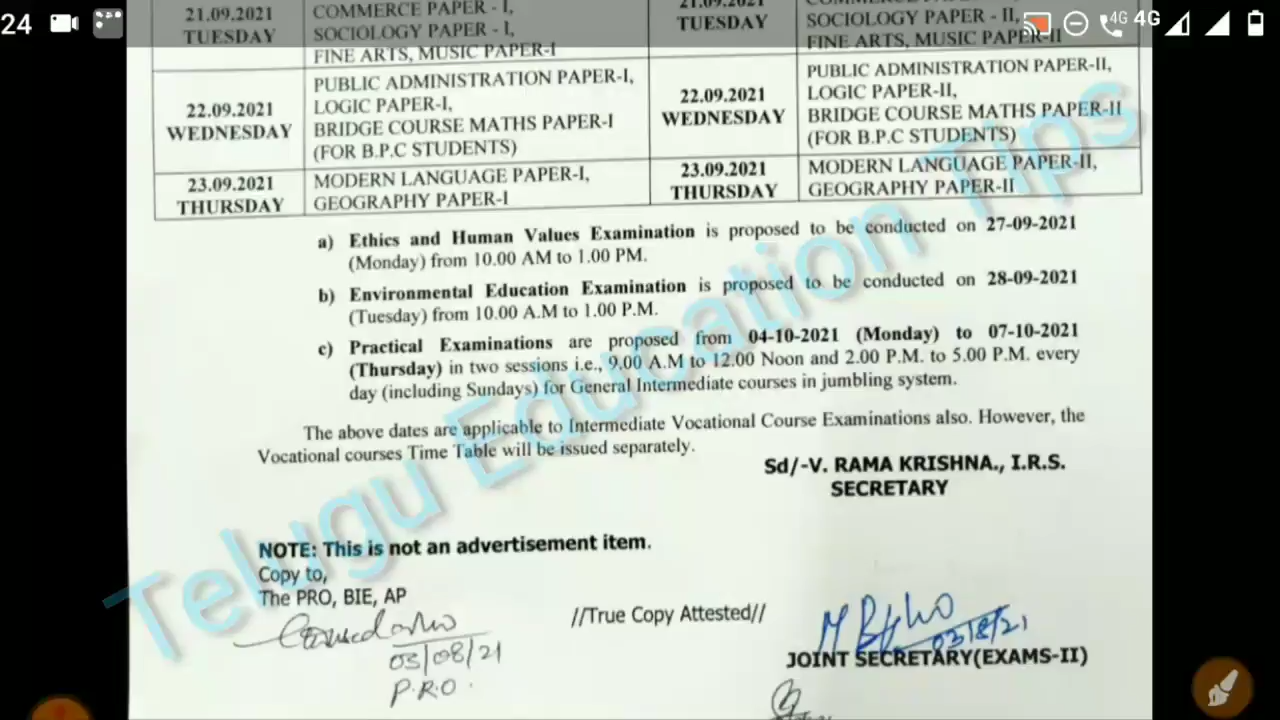 24
4G 4G
21.09.2021
TUESDAY
COMMERCE PAPER - I,
SOCIOLOGY PAPER - I,
FINE ARTS, MUSIC PAPER-I
21.09.2021
TUESDAY
SOCIOLOGY PAPER - II,
FINE ARTS, MUSIC PAPER-II
22.09.2021
WEDNESDAY
PUBLIC ADMINISTRATION PAPER-I,
LOGIC PAPER-I,
BRIDGE COURSE MATHS PAPER-I
(FOR B.P.C STUDENTS)
22.09.2021
WEDNESDAY
PUBLIC ADMINISTRATION PAPER-II,
LOGIC PAPER-II,
BRIDGE COURSE MATHS PAPER-II
(FOR B.P.C STUDENTS)
23.09.2021
THURSDAY
MODERN LANGUAGE PAPER-I,
GEOGRAPHY PAPER-I
23.09.2021
THURSDAY
MODERN LANGUAGE PAPER-II,
GEOGRAPHY PAPER-II
a) Ethics and Human Values Examination is proposed to be conducted on 27-09-2021
(Monday) from 10.00 AM to 1.00 PM.
b) Environmental Education Examination is proposed to be conducted on 28-09-2021
(Tuesday) from 10.00 A.M to 1.00 P.M.
c) Practical Examinations are proposed from 04-10-2021 (Monday) to 07-10-2021
(Thursday) in two sessions i.e., 9.00 A.M to 12.00 Noon and 2.00 P.M. to 5.00 P.M. every
day (including Sundays) for General Intermediate courses in jumbling system.
The above dates are applicable to Intermediate Vocational Course Examinations also. However, the
Vocational courses Time Table will be issued separately.
Sd/-V. RAMA KRISHNA., I.R.S.
SECRETARY
NOTE: This is not an advertisement item.
Copy to,
The PRO, BIE, AP
//True Copy Attested//
03/08/21
P.R.O.
03/8/21
JOINT SECRETARY(EXAMS-II)
Telugu Education Tips